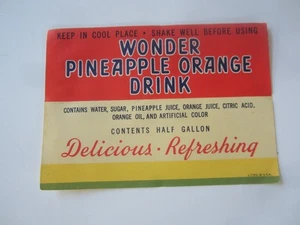 KEEP IN COOL PLACE • SHAKE WELL BEFORE USING
WONDER
PINEAPPLE ORANGE
DRINK
CONTAINS WATER, SUGAR, PINEAPPLE JUICE, ORANGE JUICE, CITRIC ACID,
ORANGE OIL, AND ARTIFICIAL COLOR
CONTENTS HALF GALLON
Delicious • Refreshing